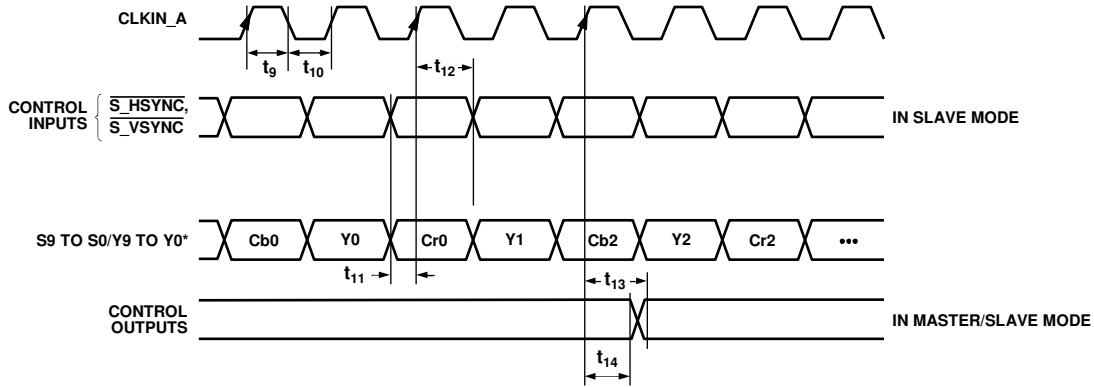 CLKIN_A
t9
t10
t12
CONTROL
INPUTS
S_HSYNC,
S_VSYNC
IN SLAVE MODE
S9 TO S0/Y9 TO Y0*
Cb0
Y0
Cr0
Y1
Cb2
Y2
Cr2
•••
t11
t13
CONTROL
OUTPUTS
IN MASTER/SLAVE MODE
t14